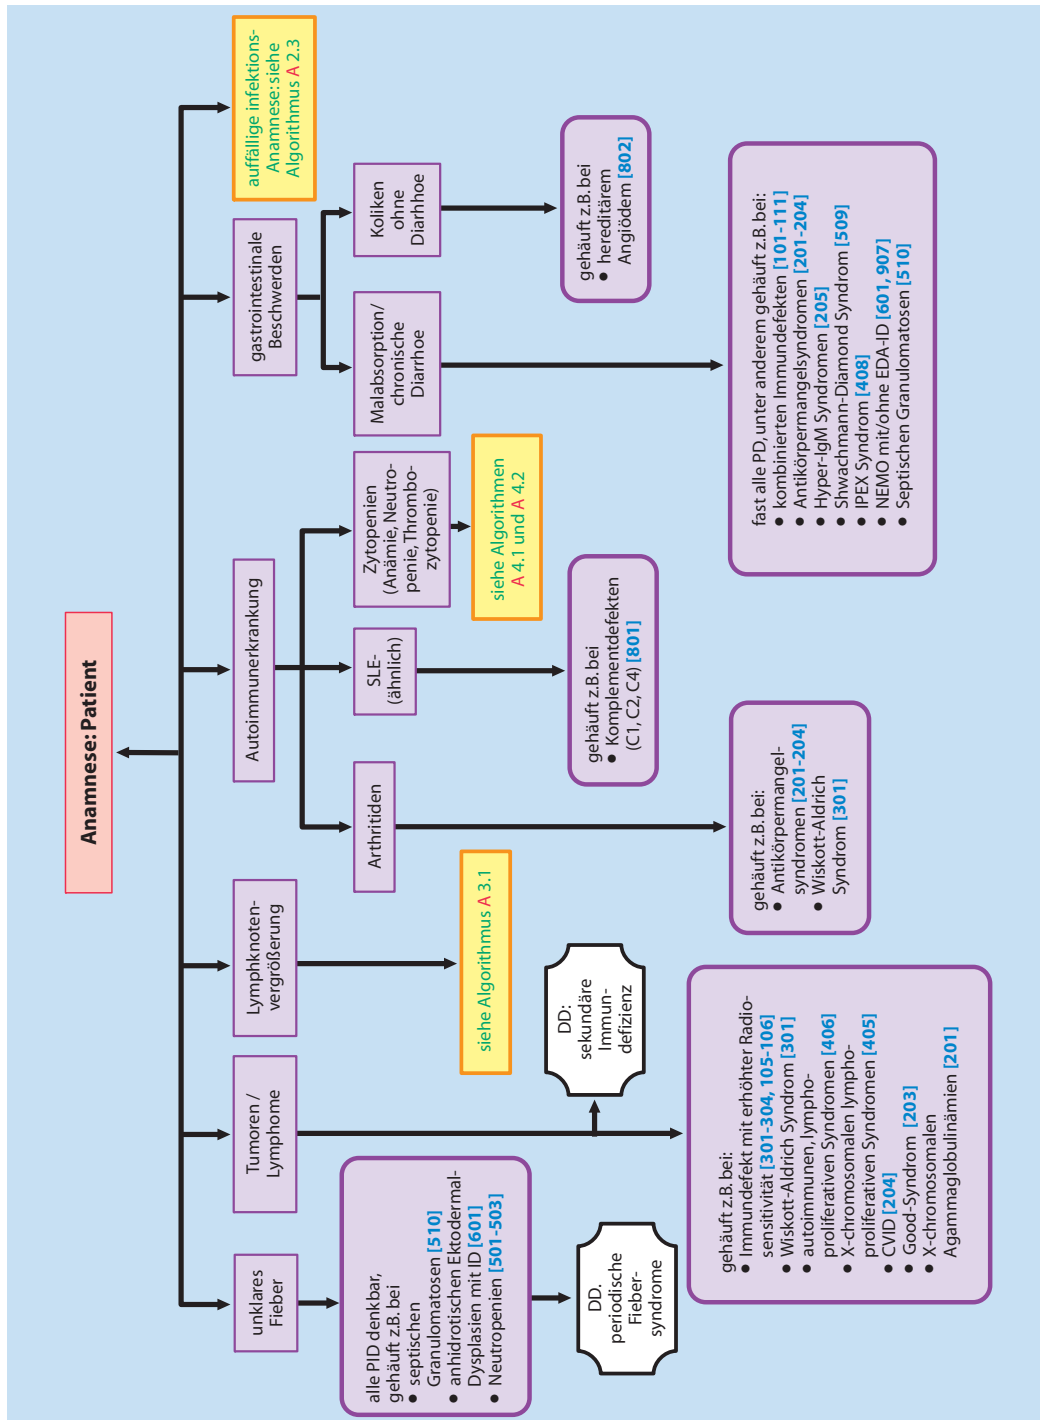 Anamnese: Patient
unklares
Fieber
alle PID denkbar,
gehäuft z.B. bei
● septischen
Granulomatosen [510]
● anhidrotischen Ektodermal-
Dysplasien mit ID [601]
● Neutropenien [501-503]
DD.
periodische
Fieber-
syndrome
Tumoren /
Lymphome
DD:
sekundäre
Immun-
defizienz
gehäuft z.B. bei:
● Immundefekt mit erhöhter Radio-
sensitivität [301-304, 105-106]
● Wiskott-Aldrich Syndrom [301]
● autoimmunen, lympho-
proliferativen Syndromen [406]
● X-chromosomalen lympho-
proliferativen Syndromen [405]
● CVID [204]
● Good-Syndrom [203]
● X-chromosomalen
Agammaglobulinämien [201]
Lymphknoten-
vergrößerung
siehe Algorithmus A 3.1
Autoimmunerkrankung
Arthritiden
gehäuft z.B. bei:
● Antikörpermangel-
syndromen [201-204]
● Wiskott-Aldrich
Syndrom [301]
SLE-
(ähnlich)
gehäuft z.B. bei
● Komplementdefekten
(C1, C2, C4) [801]
Zytopenien
(Anämie, Neutro-
penie, Thrombo-
zytopenie)
siehe Algorithmen
A 4.1 und A 4.2
gastrointestinale
Beschwerden
Malabsorption/
chronische
Diarrhoe
fast alle PD, unter anderem gehäuft z.B. bei:
● kombinierten Immundefekten [101-111]
● Antikörpermangelsyndromen [201-204]
● Hyper-IgM Syndromen [205]
● Shwachmann-Diamond Syndrom [509]
● IPEX Syndrom [408]
● NEMO mit/ohne EDA-ID [601, 907]
● Septischen Granulomatosen [510]
Koliken
ohne
Diarhhoe
gehäuft z.B. bei
● hereditärem
Angiödem [802]
auffällige infektions-
Anamnese: siehe
Algorithmus A 2.3